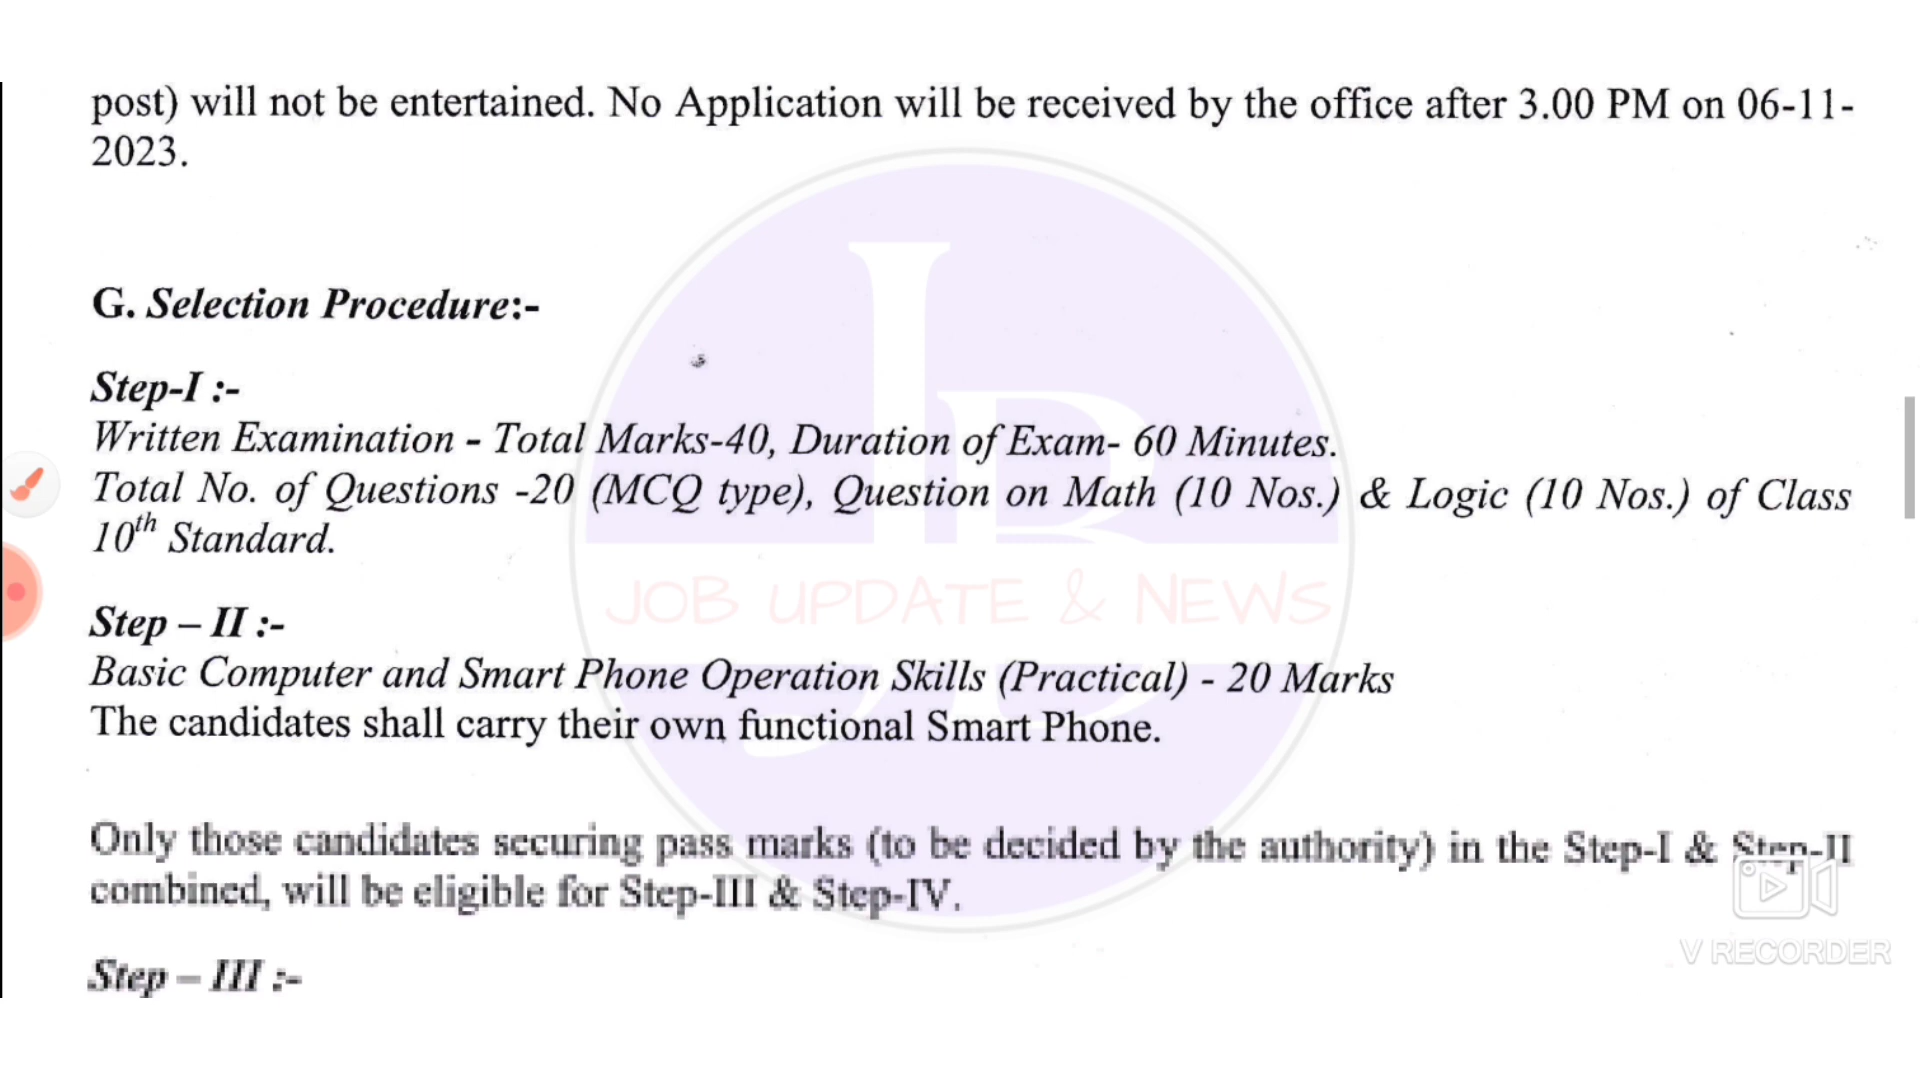 post) will not be entertained. No Application will be received by the office after 3.00 PM on 06-11-
2023.
G. Selection Procedure:-
Step-I :-
Written Examination - Total Marks-40, Duration of Exam- 60 Minutes.
Total No. of Questions -20 (MCQ type), Question on Math (10 Nos.) & Logic (10 Nos.) of Class
10th Standard.
JOB UPDATE & NEWS
Step – II :-
Basic Computer and Smart Phone Operation Skills (Practical) - 20 Marks
The candidates shall carry their own functional Smart Phone.
Only those candidates securing pass marks (to be decided by the authority) in the Step-I & Step-II
combined, will be eligible for Step-III & Step-IV.
V RECORDER
Step – III :-